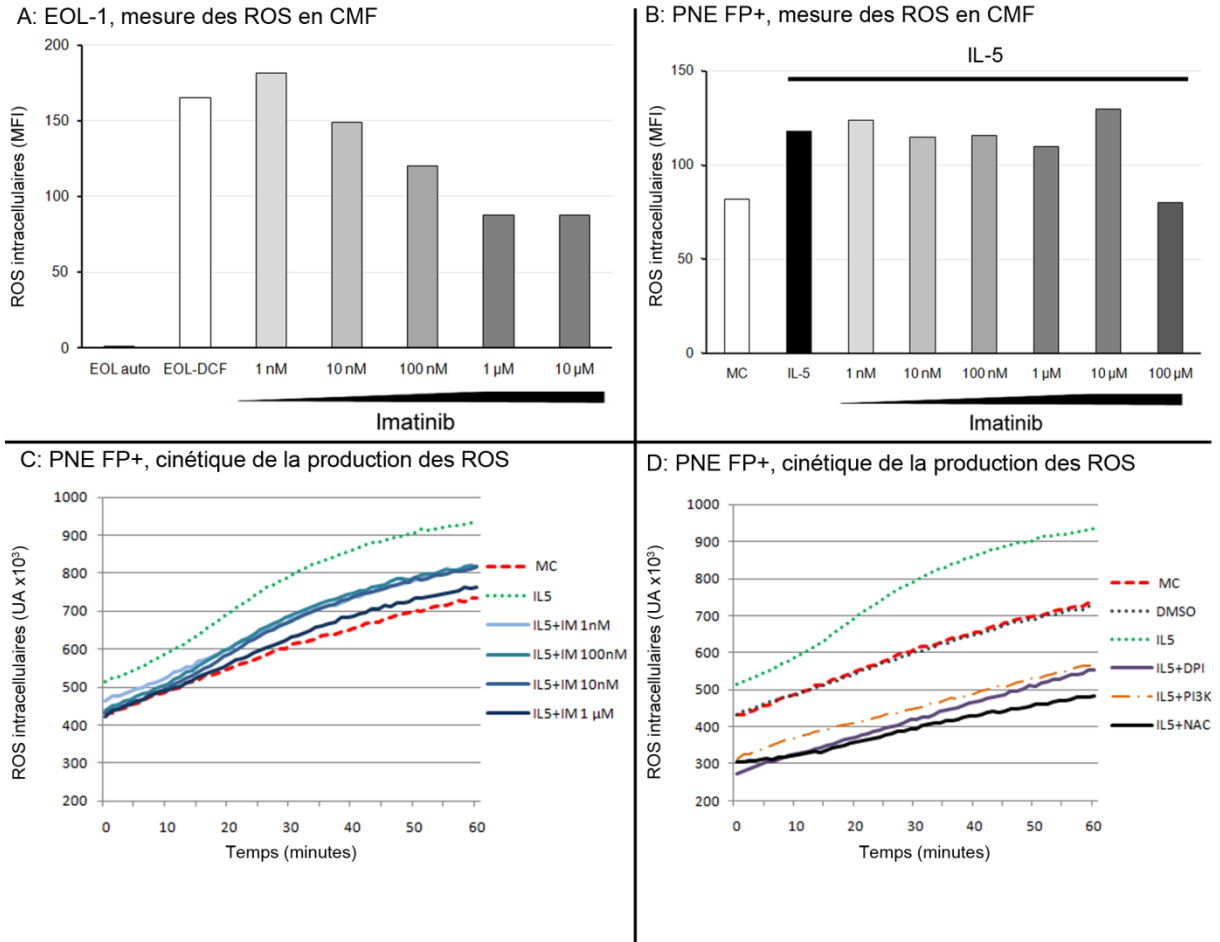 A: EOL-1, mesure des ROS en CMF
ROS intracellulaires (MFI)
200
150
100
50
0
EOL auto EOL-DCF 1 nM 10 nM 100 nM 1 µM 10 µM
Imatinib
B: PNE FP+, mesure des ROS en CMF
IL-5
ROS intracellulaires (MFI)
150
100
50
0
MC IL-5 1 nM 10 nM 100 nM 1 µM 10 µM 100 µM
Imatinib
C: PNE FP+, cinétique de la production des ROS
ROS intracellulaires (UA x10³)
1000
900
800
700
600
500
400
300
200
0 10 20 30 40 50 60
Temps (minutes)
MC
IL5
IL5+IM 1nM
IL5+IM 100nM
IL5+IM 10nM
IL5+IM 1 µM
D: PNE FP+, cinétique de la production des ROS
ROS intracellulaires (UA x10³)
1000
900
800
700
600
500
400
300
200
0 10 20 30 40 50 60
Temps (minutes)
MC
DMSO
IL5
IL5+DPI
IL5+PI3K
IL5+NAC